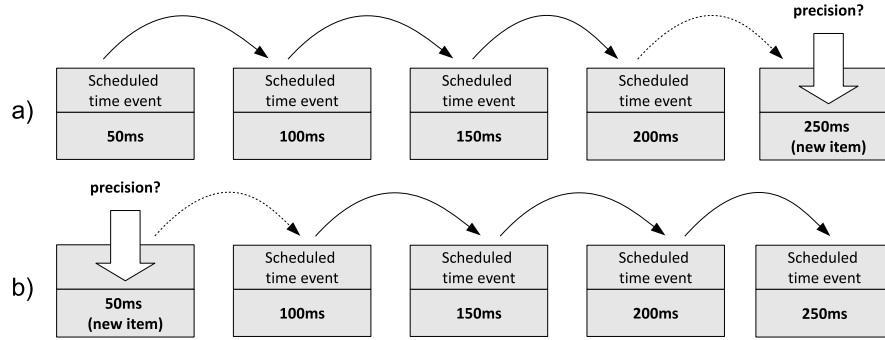 precision?
a)
Scheduled
time event
50ms
Scheduled
time event
100ms
Scheduled
time event
150ms
Scheduled
time event
200ms
250ms
(new item)
precision?
b)
50ms
(new item)
Scheduled
time event
100ms
Scheduled
time event
150ms
Scheduled
time event
200ms
Scheduled
time event
250ms